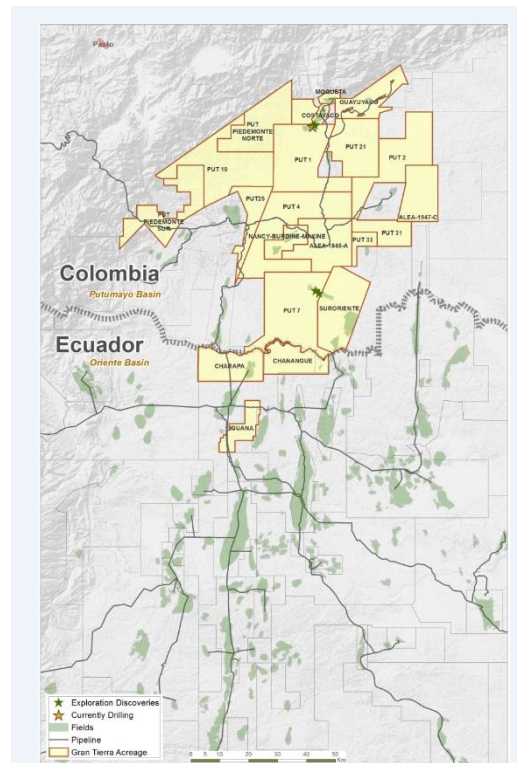 Pasto
MOQUETA
GUAYUYACO
COSTAYACO
PUT
PIEDEMONTE
NORTE
PUT 1
PUT 21
PUT 2
PUT 10
PUT25
PUT 4
PUT
PIEDEMONTE
SUR
ALEA-1947-C
NANCY-BURDINE-MAXINE
ALEA-1848-A
PUT 33
PUT 31
Colombia
Putumayo Basin
PUT 7
SURORIENTE
Ecuador
Oriente Basin
CHARAPA
CHANANGUE
IGUANA
Exploration Discoveries
Currently Drilling
Fields
Pipeline
Gran Tierra Acreage
0 5 10 20 30 40 50
Km